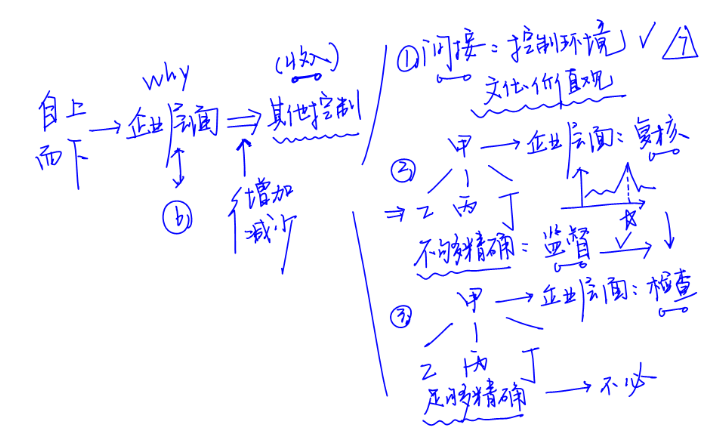 自上
而下
→ 企业层面
why
⑥
⇒ 其他控制
(收入)
增加
减少
① 间接：控制环境 ✓ 7
文化价值观
②
甲 → 企业层面：复核
⇒ 乙 丙 丁
不够精确：监督
③
甲 → 企业层面：检查
乙 丙 丁
足够精确 → 不必